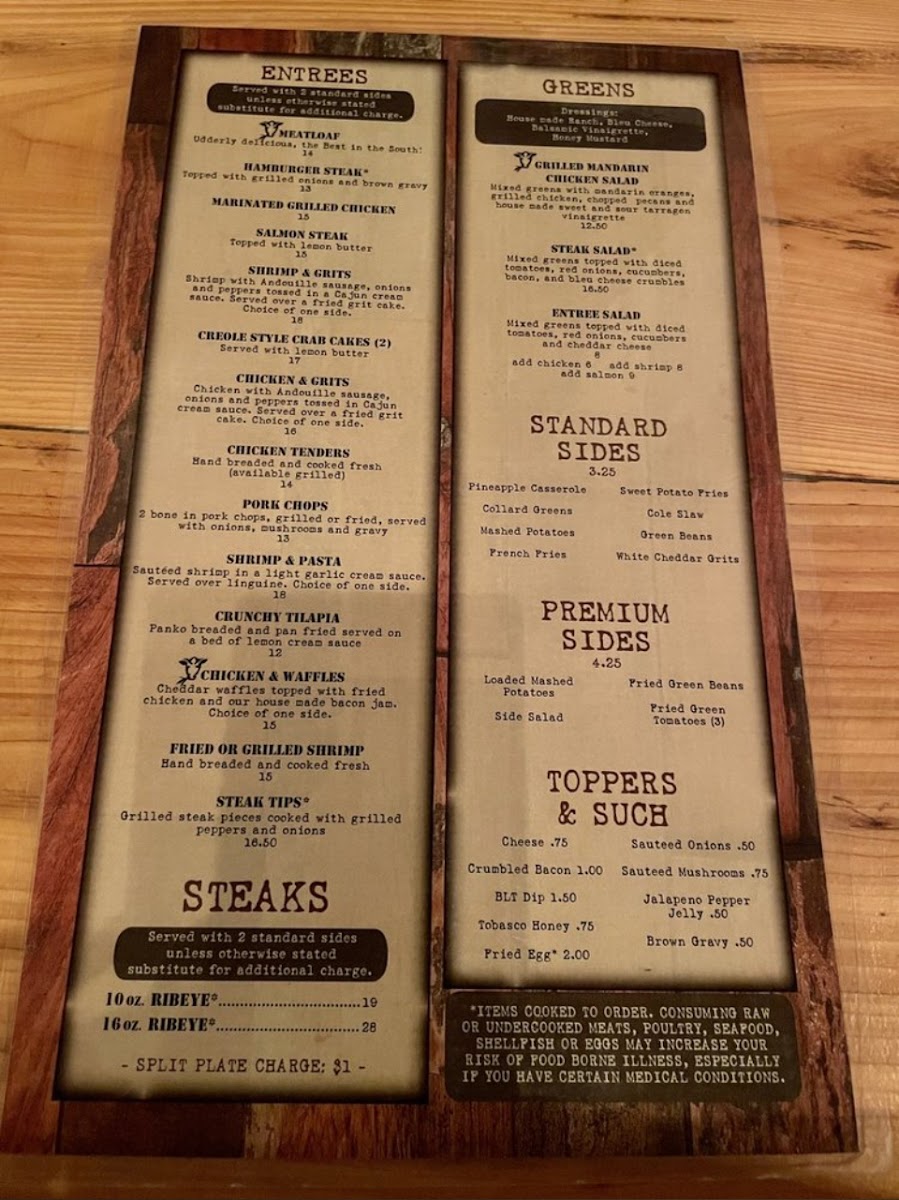 ENTREES
Served with 2 standard sides
unless otherwise stated
substitute for additional charge.
MEATLOAF
Udderly delicious, the Best in the South!
14
HAMBURGER STEAK*
Topped with grilled onions and brown gravy
13
MARINATED GRILLED CHICKEN
15
SALMON STEAK
Topped with lemon butter
15
SHRIMP & GRITS
Shrimp with Andouille sausage, onions
and peppers tossed in a Cajun cream
sauce. Served over a fried grit cake.
Choice of one side.
18
CREOLE STYLE CRAB CAKES (2)
Served with lemon butter
17
CHICKEN & GRITS
Chicken with Andouille sausage,
onions and peppers tossed in Cajun
cream sauce. Served over a fried grit
cake. Choice of one side.
16
CHICKEN TENDERS
Hand breaded and cooked fresh
(available grilled)
14
PORK CHOPS
2 bone in pork chops, grilled or fried, served
with onions, mushrooms and gravy
13
SHRIMP & PASTA
Sautéed shrimp in a light garlic cream sauce.
Served over linguine. Choice of one side.
18
CRUNCHY TILAPIA
Panko breaded and pan fried served on
a bed of lemon cream sauce
12
CHICKEN & WAFFLES
Cheddar waffles topped with fried
chicken and our house made bacon jam.
Choice of one side.
15
FRIED OR GRILLED SHRIMP
Hand breaded and cooked fresh
15
STEAK TIPS*
Grilled steak pieces cooked with grilled
peppers and onions
16.50
STEAKS
Served with 2 standard sides
unless otherwise stated
substitute for additional charge.
10 oz. RIBEYE*................................19
16 oz. RIBEYE*................................28
- SPLIT PLATE CHARGE: $1 -
GREENS
Dressings:
House made Ranch, Bleu Cheese,
Balsamic Vinaigrette,
Honey Mustard
GRILLED MANDARIN
CHICKEN SALAD
Mixed greens with mandarin oranges,
grilled chicken, chopped pecans and
house made sweet and sour tarragon
vinaigrette
12.50
STEAK SALAD*
Mixed greens topped with diced
tomatoes, red onions, cucumbers,
bacon, and bleu cheese crumbles
16.50
ENTREE SALAD
Mixed greens topped with diced
tomatoes, red onions, cucumbers
and cheddar cheese
8
add chicken 6 add shrimp 8
add salmon 9
STANDARD
SIDES
3.25
Pineapple Casserole Sweet Potato Fries
Collard Greens Cole Slaw
Mashed Potatoes Green Beans
French Fries White Cheddar Grits
PREMIUM
SIDES
4.25
Loaded Mashed
Potatoes
Fried Green Beans
Side Salad
Fried Green
Tomatoes (3)
TOPPERS
& SUCH
Cheese .75 Sauteed Onions .50
Crumbled Bacon 1.00 Sauteed Mushrooms .75
BLT Dip 1.50
Jalapeno Pepper
Jelly .50
Tobasco Honey .75
Brown Gravy .50
Fried Egg* 2.00
*ITEMS COOKED TO ORDER. CONSUMING RAW
OR UNDERCOOKED MEATS, POULTRY, SEAFOOD,
SHELLFISH OR EGGS MAY INCREASE YOUR
RISK OF FOOD BORNE ILLNESS, ESPECIALLY
IF YOU HAVE CERTAIN MEDICAL CONDITIONS.